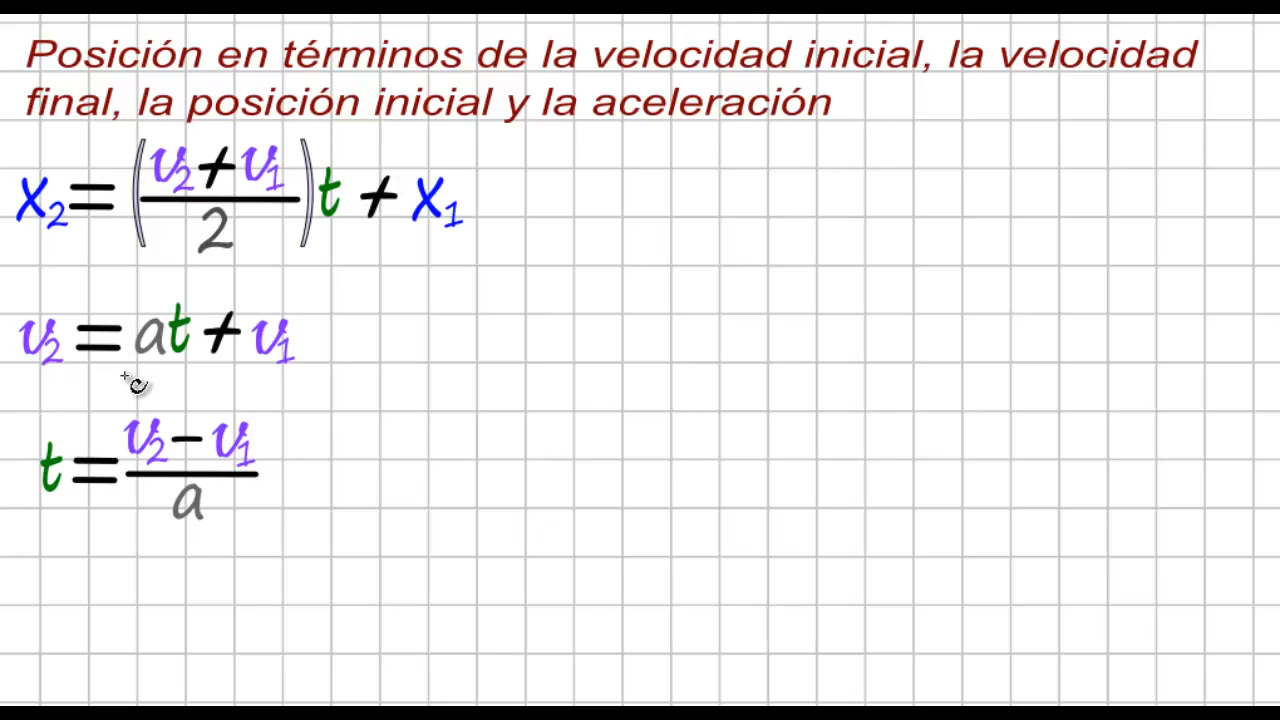 Posición en términos de la velocidad inicial, la velocidad
final, la posición inicial y la aceleración
x₂ = ((v₂ + v₁)/2) t + x₁
v₂ = at + v₁
t = (v₂ − v₁)/a